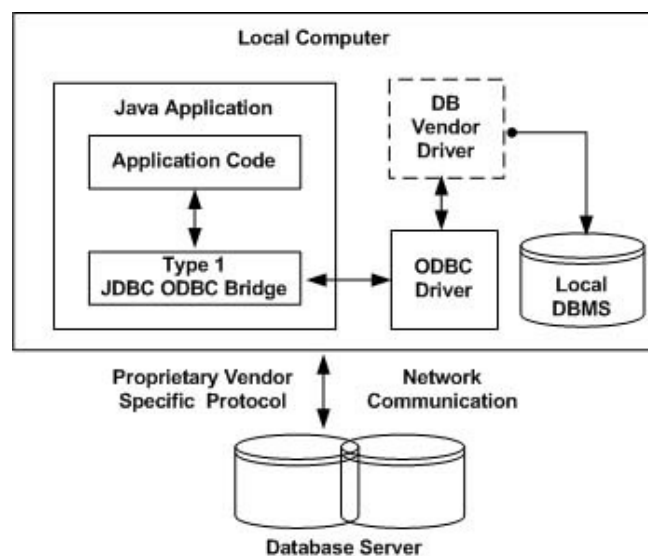 Local Computer
Java Application
Application Code
Type 1
JDBC ODBC Bridge
DB
Vendor
Driver
ODBC
Driver
Local
DBMS
Proprietary Vendor
Specific Protocol
Network
Communication
Database Server